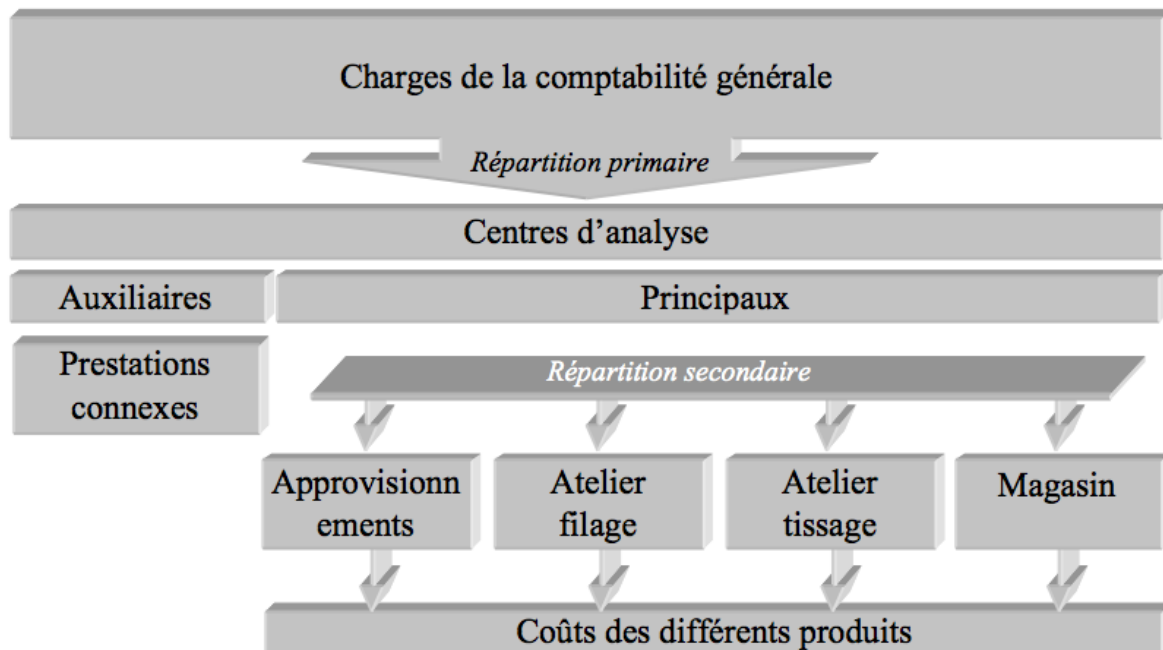 Charges de la comptabilité générale
Répartition primaire
Centres d’analyse
Auxiliaires
Principaux
Prestations
connexes
Répartition secondaire
Approvisionn
ements
Atelier
filage
Atelier
tissage
Magasin
Coûts des différents produits